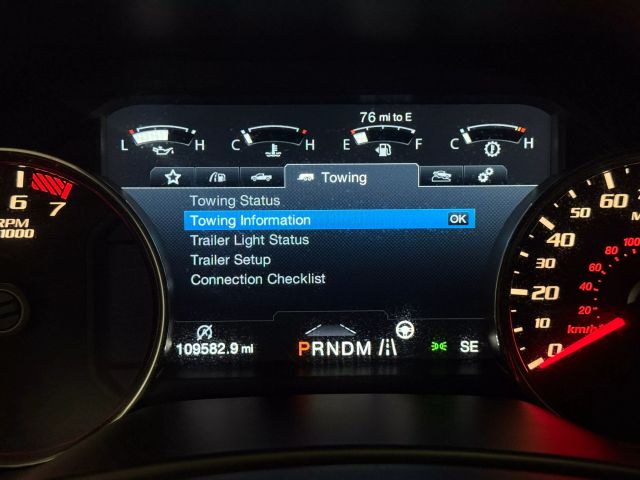 76 mi to E
L H C H E F C H
Towing
Towing Status
Towing Information OK
Trailer Light Status
Trailer Setup
Connection Checklist
109582.9 mi PRNDM SE
6 7
RPM
1000
60
50
40
30
20
10
0
100
80
60
40
20
km/h